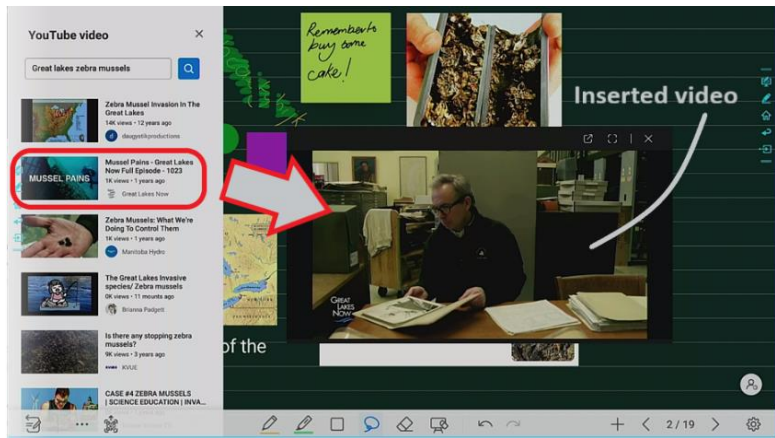 YouTube video
Great lakes zebra mussels
Zebra Mussel Invasion In The
Great Lakes
14K views • 12 years ago
d
daugertikproductions
MUSSEL PAINS
Mussel Pains - Great Lakes
Now Full Episode - 1023
1K views • 1 years ago
Great Lakes Now
Zebra Mussels: What We're
Doing To Control Them
1K views • 1 years ago
Manitoba Hydro
The Great Lakes Invasive
species/ Zebra mussels
0K views • 11 mounts ago
Brianna Padgett
Is there any stopping zebra
mussels?
9K views • 3 years ago
KVUE
CASE #4 ZEBRA MUSSELS
| SCIENCE EDUCATION | INVA...
Remember to
buy some
cake!
Inserted video
GREAT
LAKES
NOW
of the
2 / 19